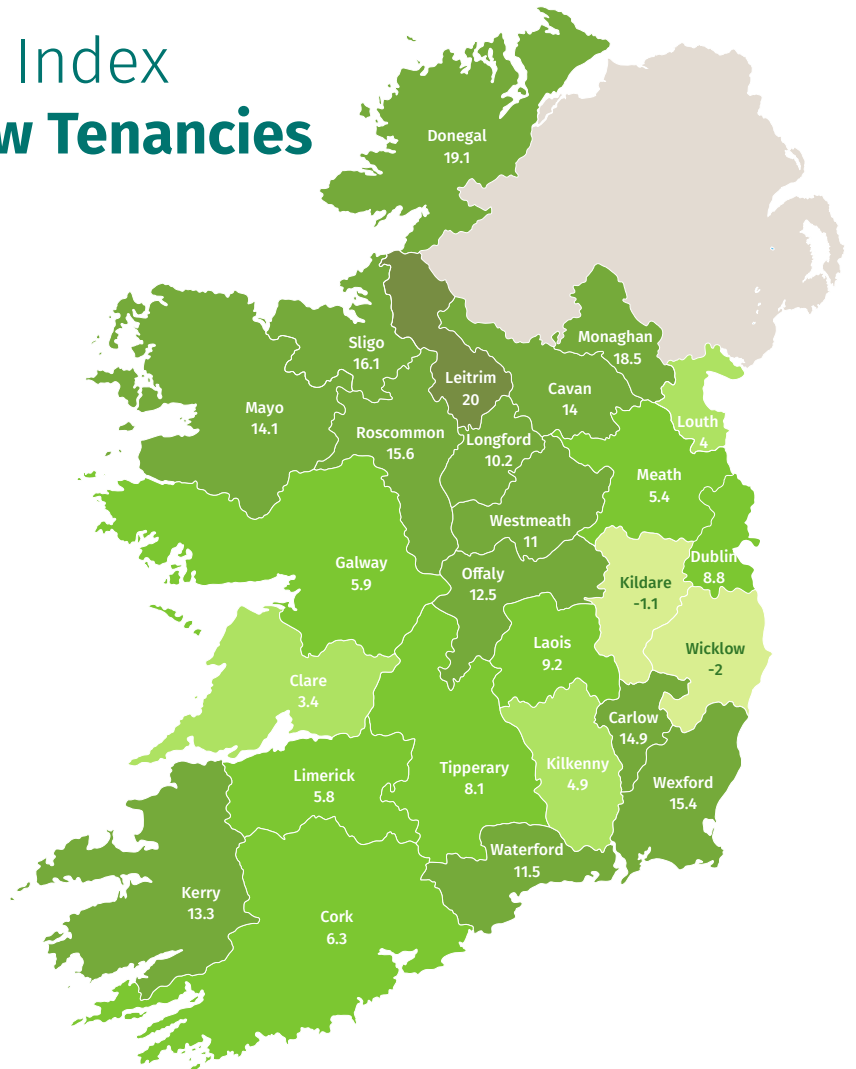 Index
w Tenancies
Donegal
19.1
Monaghan
18.5
Sligo
16.1
Leitrim
20
Cavan
14
Mayo
14.1
Louth
4
Roscommon
15.6
Longford
10.2
Meath
5.4
Westmeath
11
Dublin
8.8
Galway
5.9
Offaly
12.5
Kildare
-1.1
Laois
9.2
Wicklow
-2
Clare
3.4
Carlow
14.9
Limerick
5.8
Tipperary
8.1
Kilkenny
4.9
Wexford
15.4
Waterford
11.5
Kerry
13.3
Cork
6.3